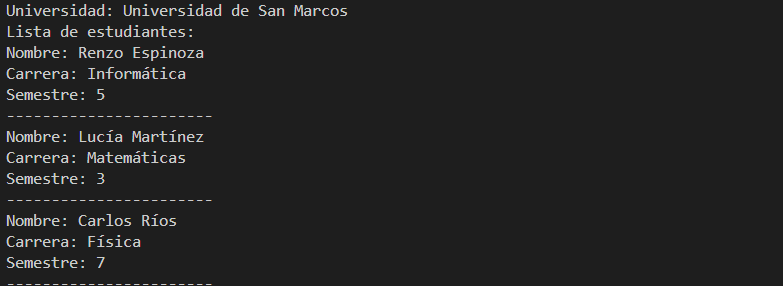 Universidad: Universidad de San Marcos
Lista de estudiantes:
Nombre: Renzo Espinoza
Carrera: Informática
Semestre: 5
------------------------
Nombre: Lucía Martínez
Carrera: Matemáticas
Semestre: 3
------------------------
Nombre: Carlos Ríos
Carrera: Física
Semestre: 7
------------------------